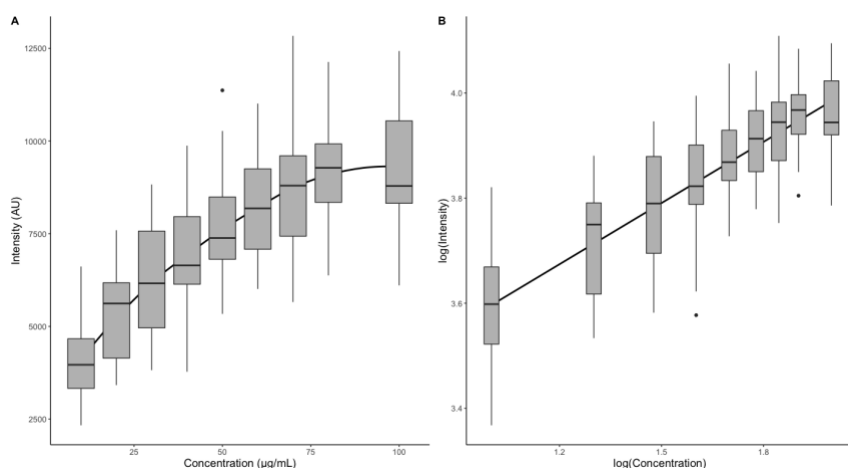 A
12500
10000
7500
5000
2500
Intensity (AU)
25
50
75
100
Concentration (µg/mL)
B
4.0
3.8
3.6
3.4
log(Intensity)
1.2
1.5
1.8
log(Concentration)